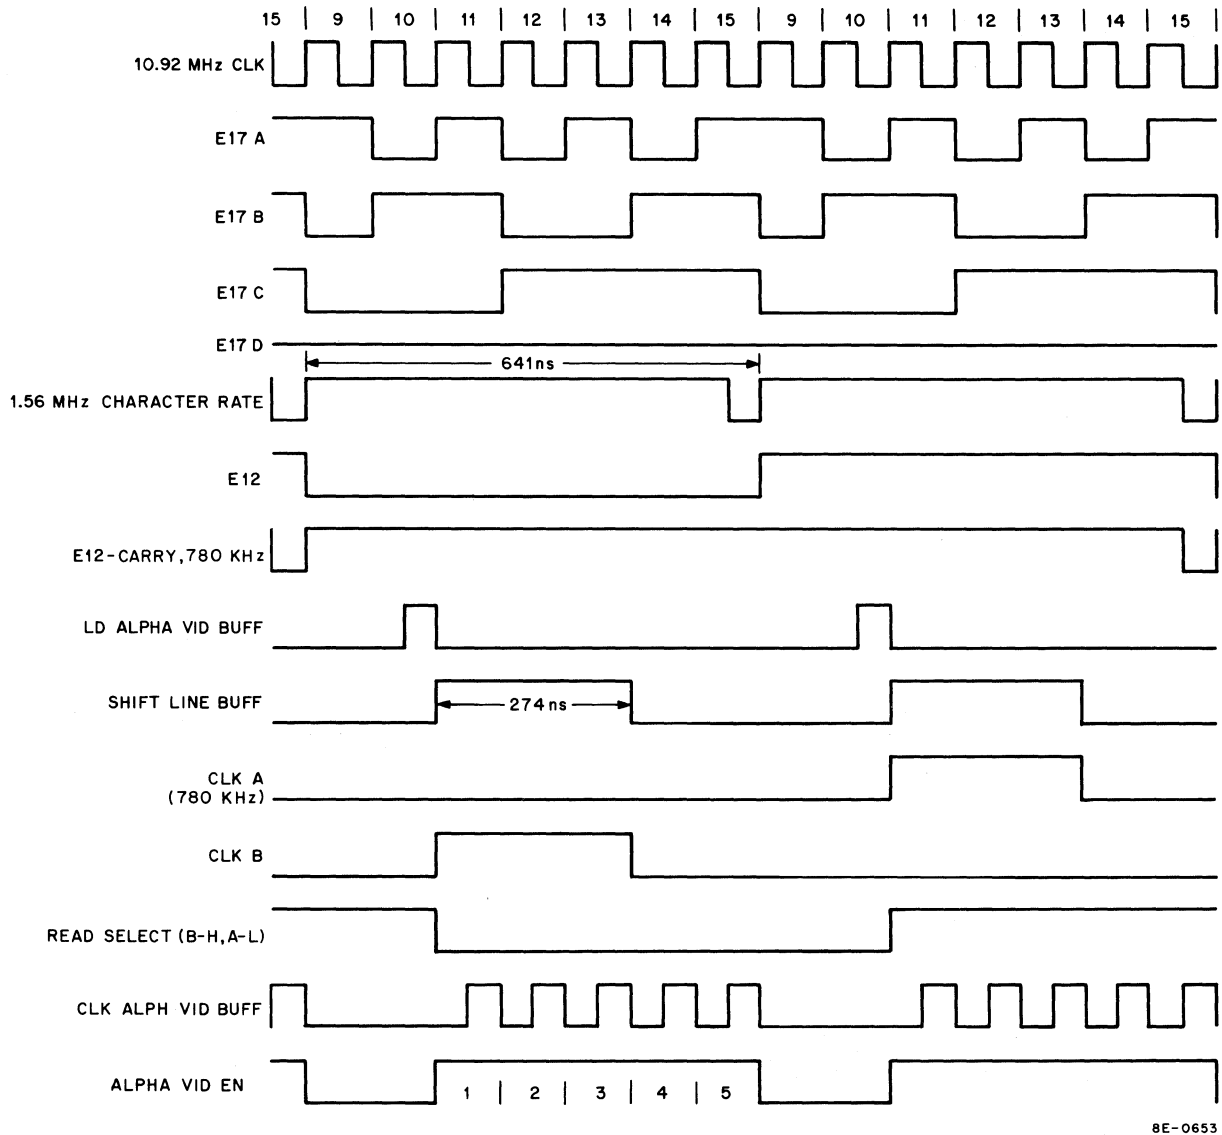 15 | 9 | 10 | 11 | 12 | 13 | 14 | 15 | 9 | 10 | 11 | 12 | 13 | 14 | 15 |
10.92 MHz CLK
E17 A
E17 B
E17 C
E17 D
641ns
1.56 MHz CHARACTER RATE
E12
E12-CARRY,780 KHz
LD ALPHA VID BUFF
SHIFT LINE BUFF
274ns
CLK A
(780 KHz)
CLK B
READ SELECT (B-H,A-L)
CLK ALPH VID BUFF
ALPHA VID EN
1 | 2 | 3 | 4 | 5
8E-0653